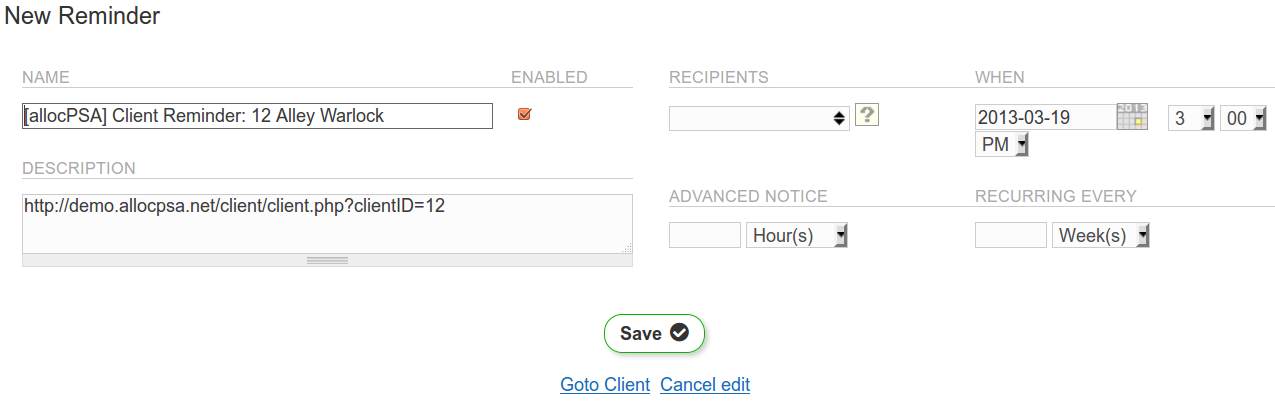 New Reminder
NAME ENABLED RECIPIENTS WHEN
[allocPSA] Client Reminder: 12 Alley Warlock ? 2013-03-19 2013 3 00
PM
DESCRIPTION
http://demo.allocpsa.net/client/client.php?clientID=12
ADVANCED NOTICE RECURRING EVERY
Hour(s) Week(s)
Save
Goto Client Cancel edit